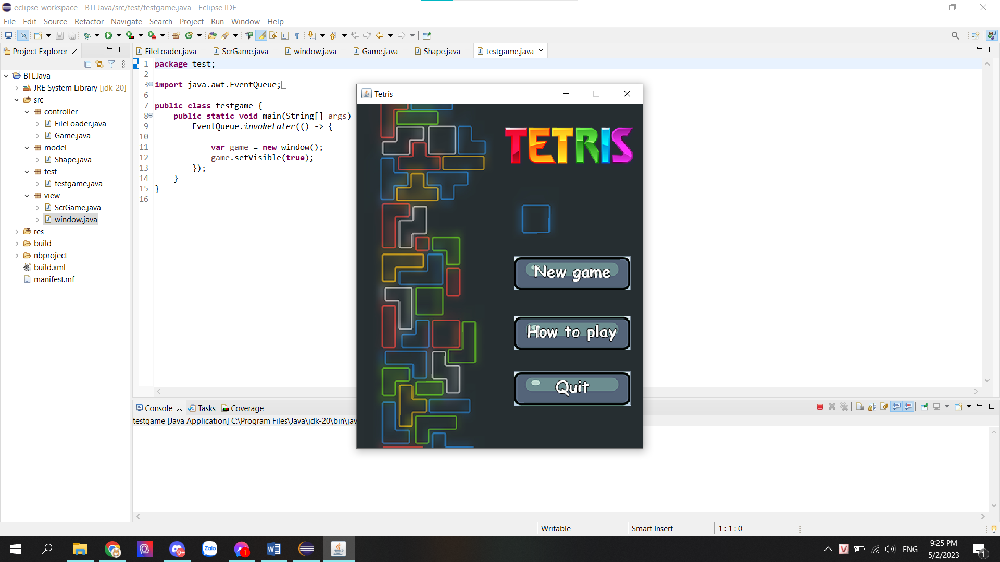 eclipse-workspace - BTLJava/src/test/testgame.java - Eclipse IDE
File Edit Source Refactor Navigate Search Project Run Window Help
Project Explorer
BTLJava
JRE System Library [jdk-20]
src
controller
FileLoader.java
Game.java
model
Shape.java
test
testgame.java
view
ScrGame.java
window.java
res
build
nbproject
build.xml
manifest.mf
FileLoader.java ScrGame.java window.java Game.java Shape.java testgame.java
1 package test;
2
3 import java.awt.EventQueue;
6
7 public class testgame {
8 public static void main(String[] args)
9 EventQueue.invokeLater(() -> {
10
11 var game = new window();
12 game.setVisible(true);
13 });
14 }
15 }
16
Tetris
TETRIS
New game
How to play
Quit
Console Tasks Coverage
testgame [Java Application] C:\Program Files\Java\jdk-20\bin\jav
Writable Smart Insert 1 : 1 : 0
9+
Zalo
1
W
V
ENG
9:25 PM
5/2/2023
1